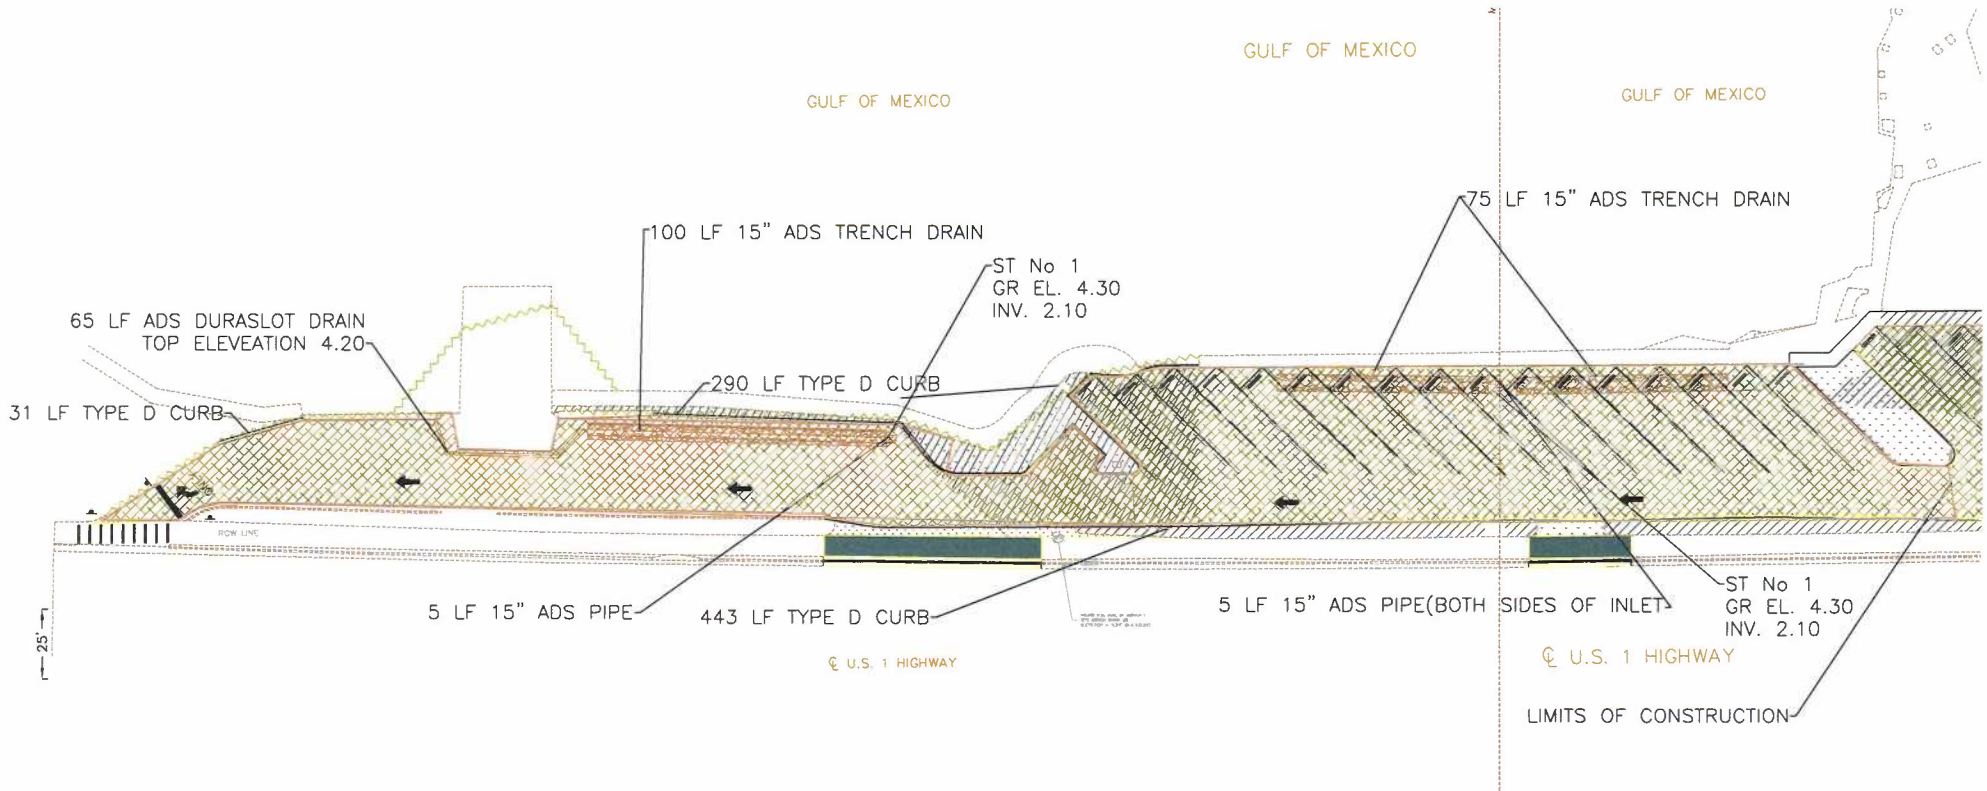 GULF OF MEXICO
GULF OF MEXICO
GULF OF MEXICO
75 LF 15" ADS TRENCH DRAIN
100 LF 15" ADS TRENCH DRAIN
ST No 1
GR EL. 4.30
INV. 2.10
65 LF ADS DURASLOT DRAIN
TOP ELEVEATION 4.20
290 LF TYPE D CURB
31 LF TYPE D CURB
ROW LINE
25'
5 LF 15" ADS PIPE
443 LF TYPE D CURB
5 LF 15" ADS PIPE(BOTH SIDES OF INLET
ST No 1
GR EL. 4.30
INV. 2.10
℄ U.S. 1 HIGHWAY
℄ U.S. 1 HIGHWAY
LIMITS OF CONSTRUCTION